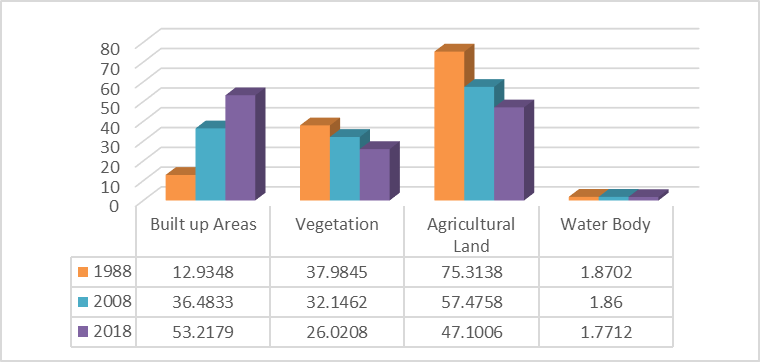 80
70
60
50
40
30
20
10
0
Built up Areas Vegetation Agricultural Land Water Body
1988 12.9348 37.9845 75.3138 1.8702
2008 36.4833 32.1462 57.4758 1.86
2018 53.2179 26.0208 47.1006 1.7712